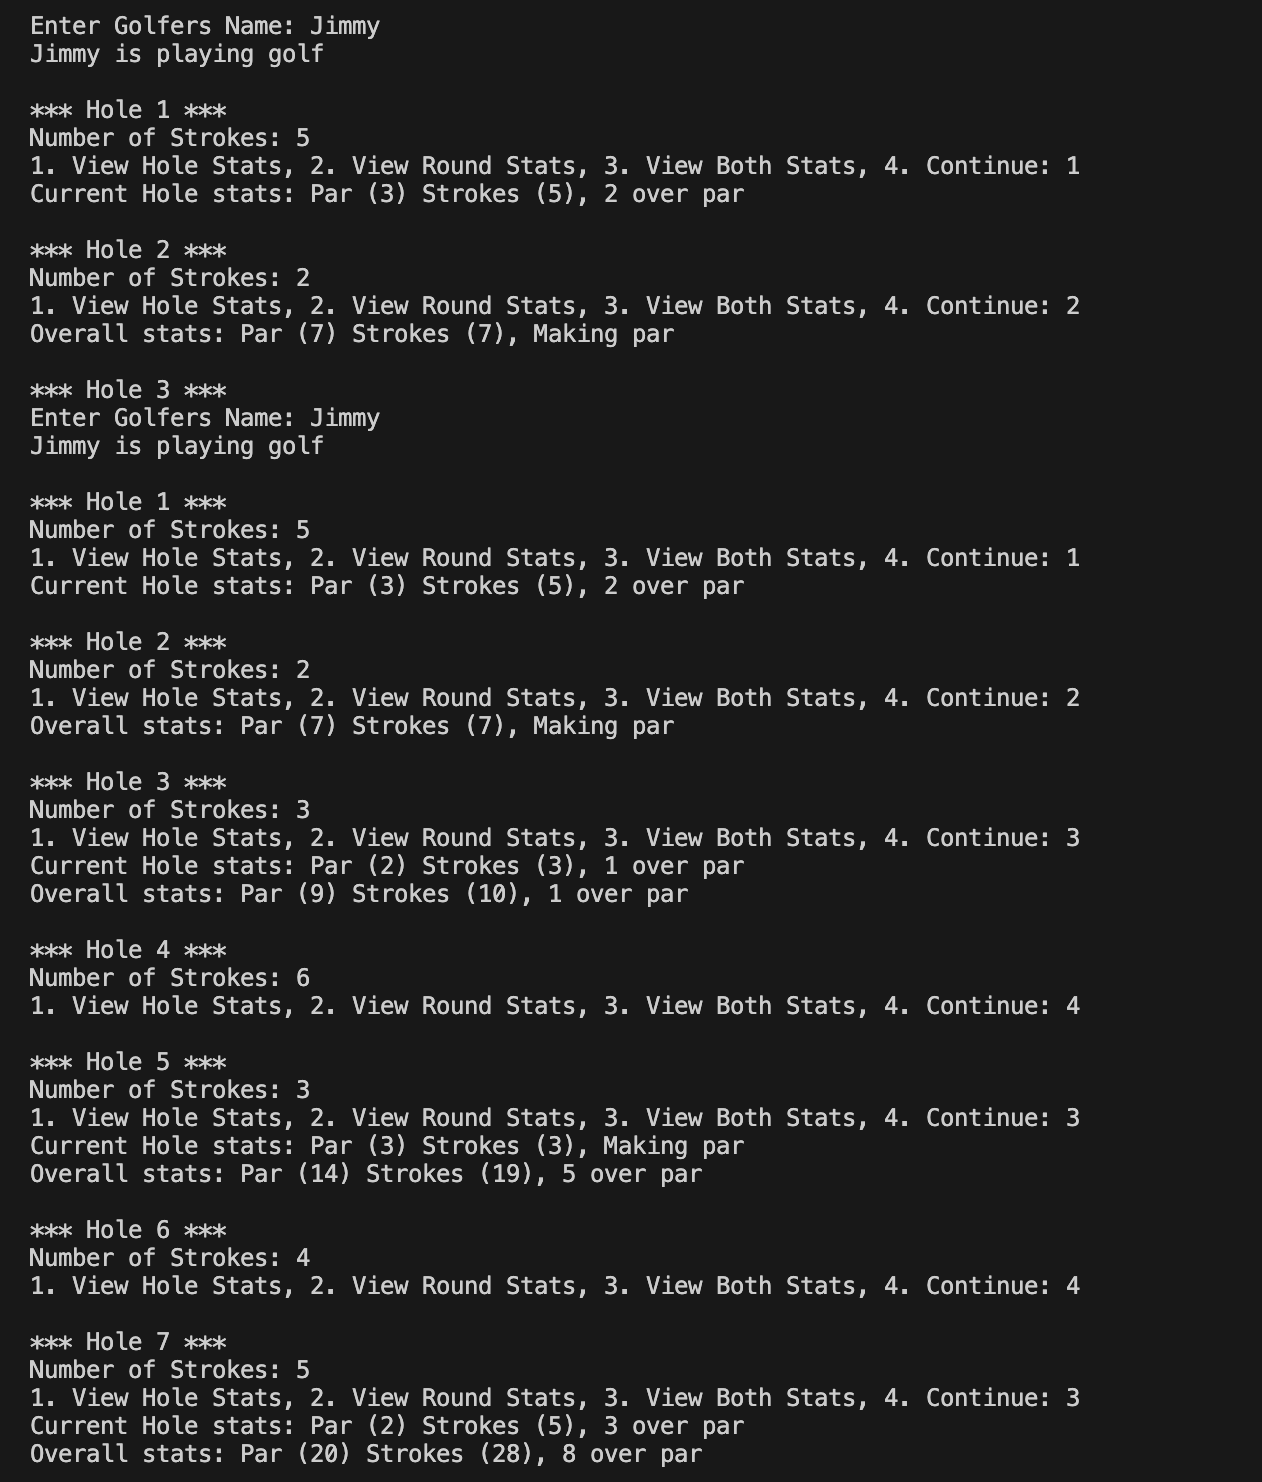 Enter Golfers Name: Jimmy
Jimmy is playing golf
*** Hole 1 ***
Number of Strokes: 5
1. View Hole Stats, 2. View Round Stats, 3. View Both Stats, 4. Continue: 1
Current Hole stats: Par (3) Strokes (5), 2 over par
*** Hole 2 ***
Number of Strokes: 2
1. View Hole Stats, 2. View Round Stats, 3. View Both Stats, 4. Continue: 2
Overall stats: Par (7) Strokes (7), Making par
*** Hole 3 ***
Enter Golfers Name: Jimmy
Jimmy is playing golf
*** Hole 1 ***
Number of Strokes: 5
1. View Hole Stats, 2. View Round Stats, 3. View Both Stats, 4. Continue: 1
Current Hole stats: Par (3) Strokes (5), 2 over par
*** Hole 2 ***
Number of Strokes: 2
1. View Hole Stats, 2. View Round Stats, 3. View Both Stats, 4. Continue: 2
Overall stats: Par (7) Strokes (7), Making par
*** Hole 3 ***
Number of Strokes: 3
1. View Hole Stats, 2. View Round Stats, 3. View Both Stats, 4. Continue: 3
Current Hole stats: Par (2) Strokes (3), 1 over par
Overall stats: Par (9) Strokes (10), 1 over par
*** Hole 4 ***
Number of Strokes: 6
1. View Hole Stats, 2. View Round Stats, 3. View Both Stats, 4. Continue: 4
*** Hole 5 ***
Number of Strokes: 3
1. View Hole Stats, 2. View Round Stats, 3. View Both Stats, 4. Continue: 3
Current Hole stats: Par (3) Strokes (3), Making par
Overall stats: Par (14) Strokes (19), 5 over par
*** Hole 6 ***
Number of Strokes: 4
1. View Hole Stats, 2. View Round Stats, 3. View Both Stats, 4. Continue: 4
*** Hole 7 ***
Number of Strokes: 5
1. View Hole Stats, 2. View Round Stats, 3. View Both Stats, 4. Continue: 3
Current Hole stats: Par (2) Strokes (5), 3 over par
Overall stats: Par (20) Strokes (28), 8 over par